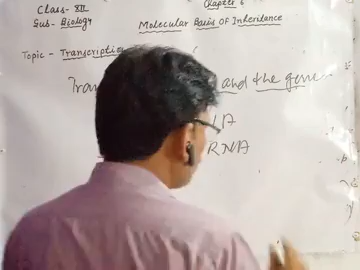 Class- XII
Chapter 6
Sub- Biology
Molecular Basis OF Inheritance
Topic - Transcription
and the gene
RNA